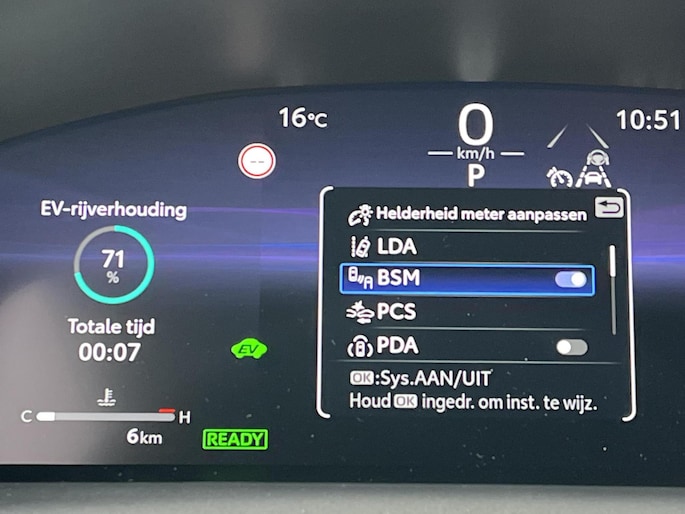 16°C
0
km/h
P
10:51
--
EV-rijverhouding
71
%
Totale tijd
00:07
EV
C
H
6km
READY
Helderheid meter aanpassen
LDA
BSM
PCS
PDA
OK:Sys.AAN/UIT
Houd OK ingedr. om inst. te wijz.